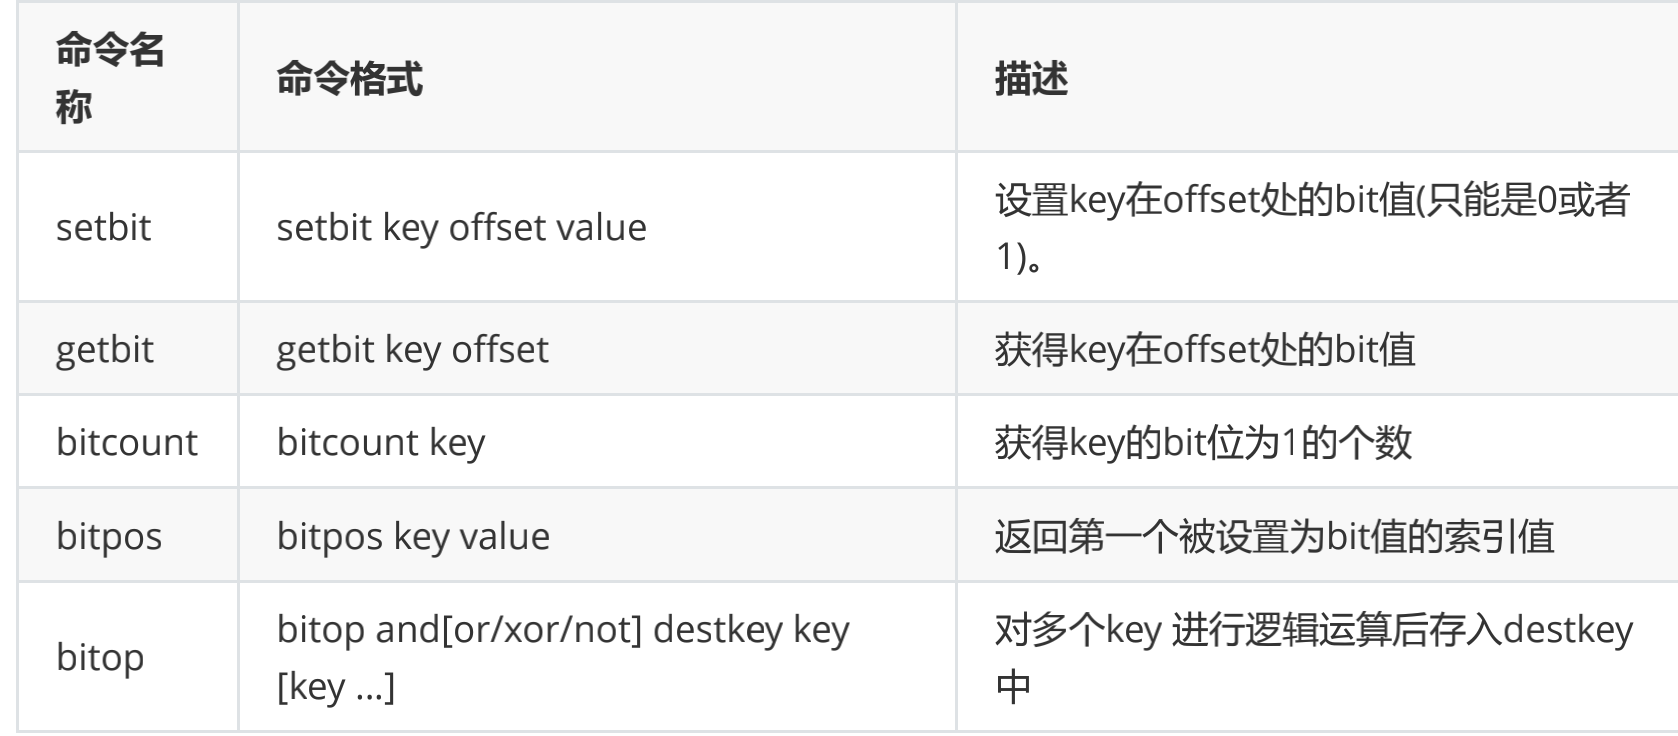 命令名
称
命令格式
描述
setbit
setbit key offset value
设置key在offset处的bit值(只能是0或者
1)。
getbit
getbit key offset
获得key在offset处的bit值
bitcount
bitcount key
获得key的bit位为1的个数
bitpos
bitpos key value
返回第一个被设置为bit值的索引值
bitop
bitop and[or/xor/not] destkey key
[key ...]
对多个key 进行逻辑运算后存入destkey
中